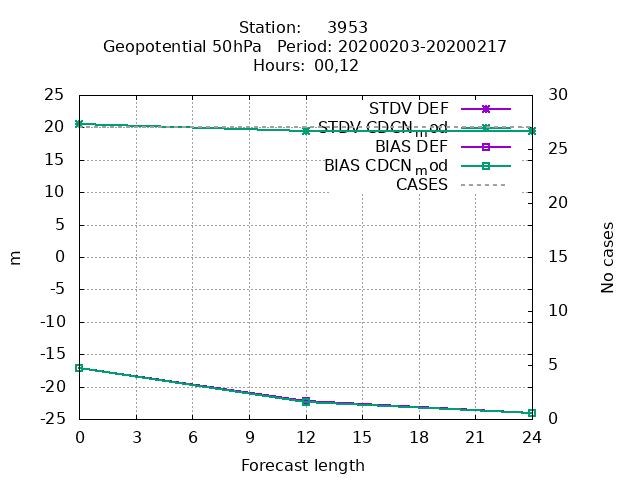 Station: 3953
Geopotential 50hPa Period: 20200203-20200217
Hours: 00,12
25 30
STDV DEF
20 STDV CDCNmod
25
BIAS DEF
15
BIAS CDCNmod
10 CASES
20
5
0 15
-5
10
-10
-15 5
-20
-25 0
m
No cases
0 3 6 9 12 15 18 21 24
Forecast length